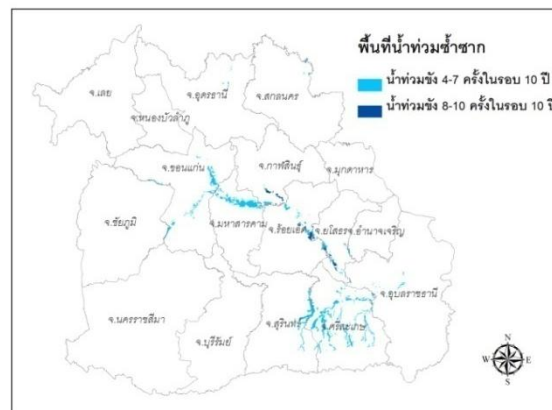 พื้นที่น้ำท่วมซ้ำซาก
น้ำท่วมขัง 4-7 ครั้งในรอบ 10 ปี
น้ำท่วมขัง 8-10 ครั้งในรอบ 10 ปี
จ.เลย
จ.อุดรธานี
จ.สกลนคร
จ.หนองบัวลำภู
จ.ขอนแก่น
จ.กาฬสินธุ์
จ.มุกดาหาร
จ.ชัยภูมิ
จ.มหาสารคาม
จ.ร้อยเอ็ด
จ.ยโสธร
จ.อำนาจเจริญ
จ.อุบลราชธานี
จ.นครราชสีมา
จ.บุรีรัมย์
จ.สุรินทร์
จ.ศรีสะเกษ
N
W
E
S